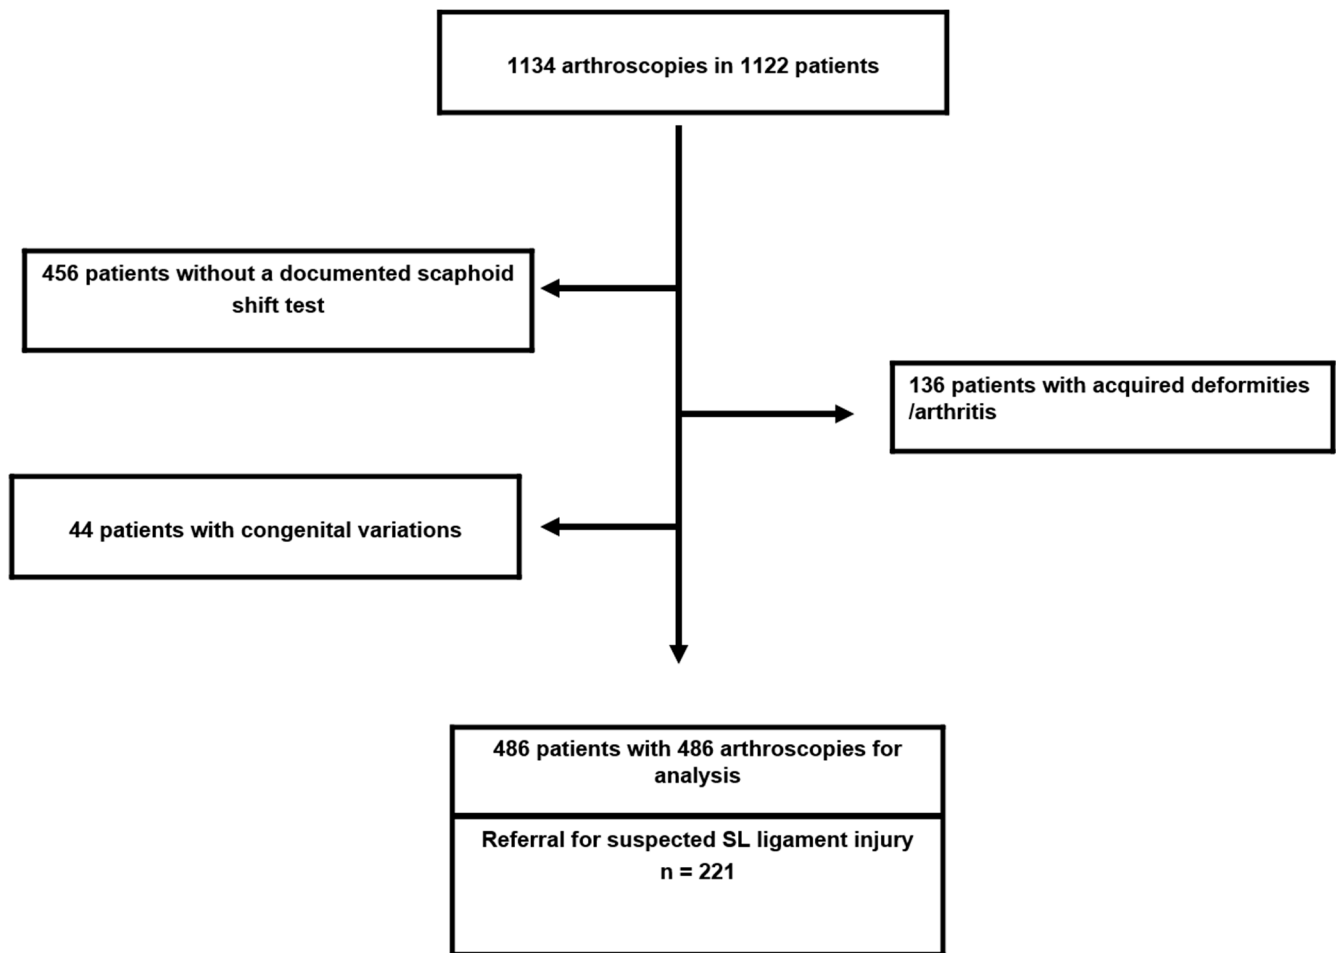 1134 arthroscopies in 1122 patients
456 patients without a documented scaphoid
shift test
136 patients with acquired deformities
/arthritis
44 patients with congenital variations
486 patients with 486 arthroscopies for
analysis
Referral for suspected SL ligament injury
n = 221